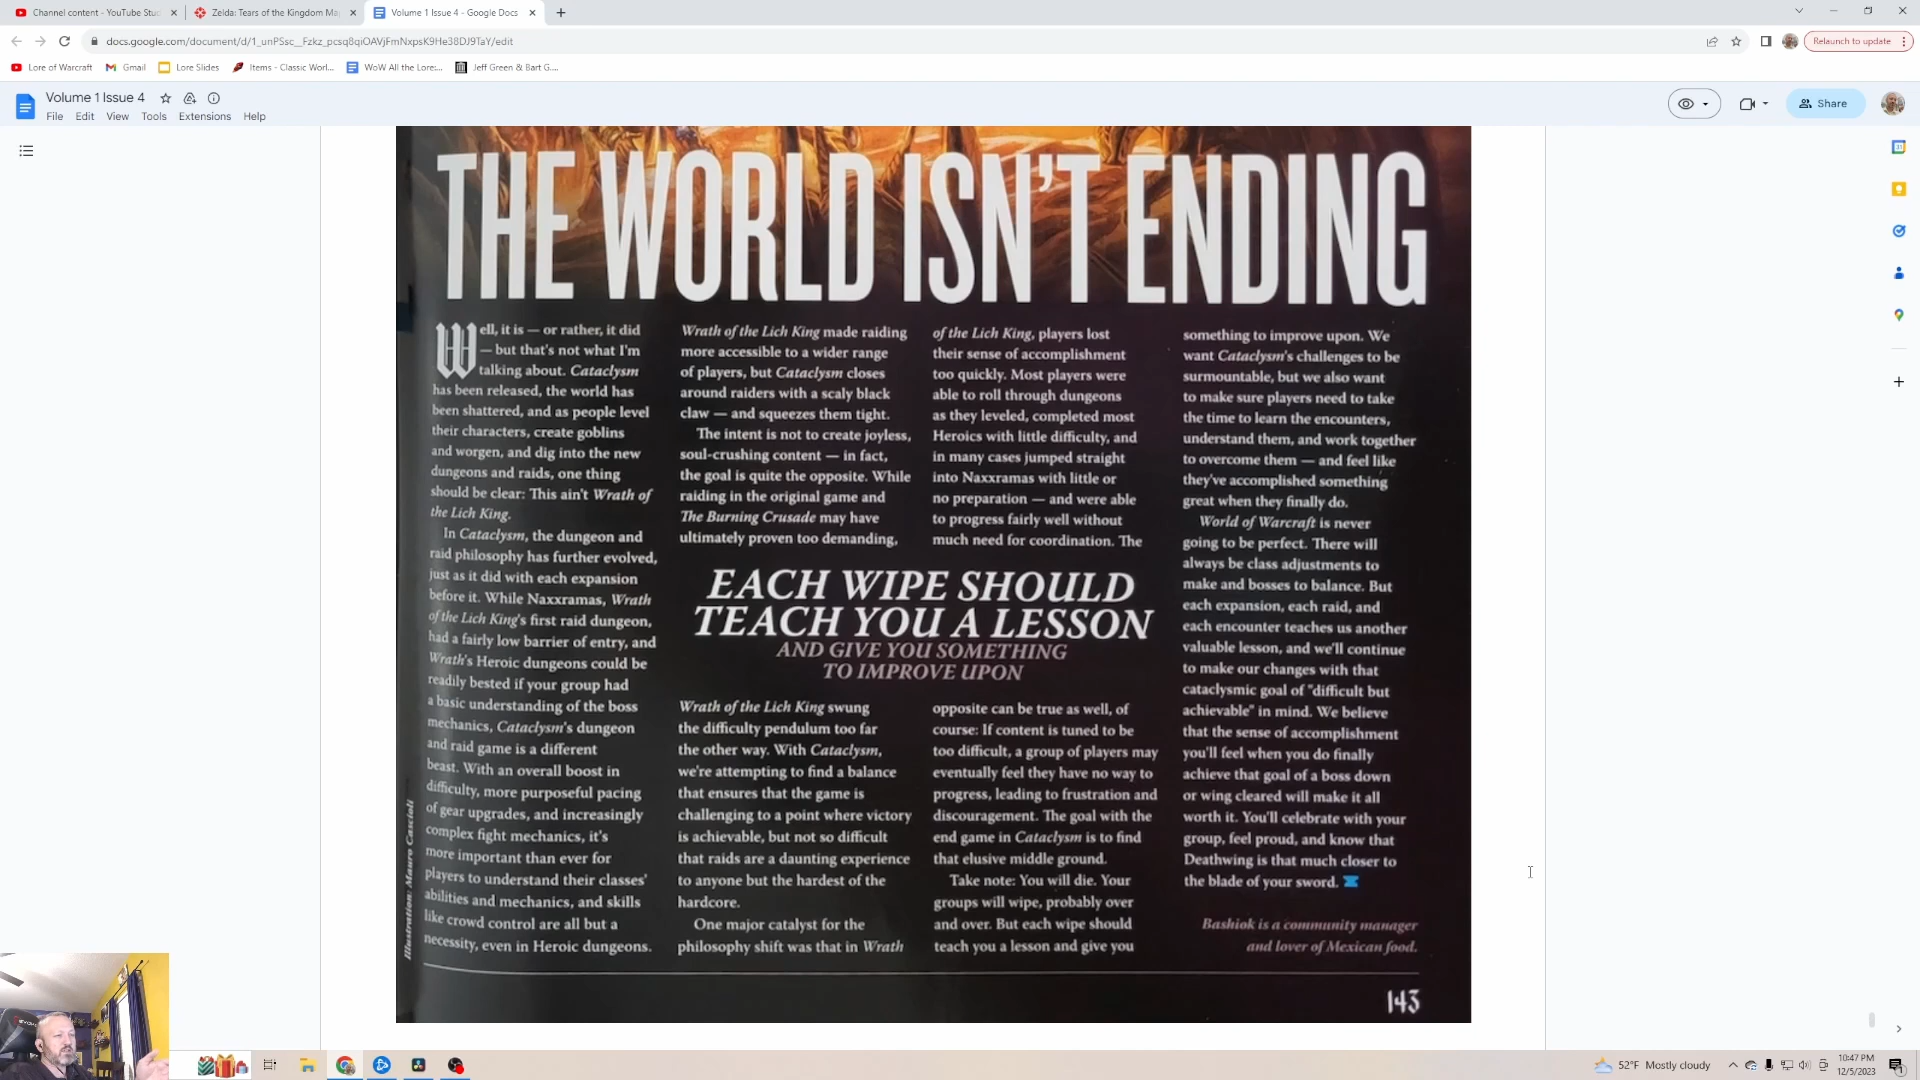 Channel content - YouTube Stu
Zelda: Tears of the Kingdom Ma
Volume 1 Issue 4 - Google Docs
docs.google.com/document/d/1_unPSsc__Fzkz_pcsq8qiOAVjFmNxpsK9He38DJ9TaY/edit
Relaunch to update
Lore of Warcraft
Gmail
Lore Slides
Items - Classic Worl...
WoW All the Lore:...
Jeff Green & Bart G....
Volume 1 Issue 4
File Edit View Tools Extensions Help
Share
THE WORLD ISN'T ENDING
Well, it is — or rather, it did
— but that's not what I'm
talking about. Cataclysm
has been released, the world has
been shattered, and as people level
their characters, create goblins
and worgen, and dig into the new
dungeons and raids, one thing
should be clear: This ain't Wrath of
the Lich King.
In Cataclysm, the dungeon and
raid philosophy has further evolved,
just as it did with each expansion
before it. While Naxxramas, Wrath
of the Lich King's first raid dungeon,
had a fairly low barrier of entry, and
Wrath's Heroic dungeons could be
readily bested if your group had
a basic understanding of the boss
mechanics, Cataclysm's dungeon
and raid game is a different
beast. With an overall boost in
difficulty, more purposeful pacing
of gear upgrades, and increasingly
complex fight mechanics, it's
more important than ever for
players to understand their classes'
abilities and mechanics, and skills
like crowd control are all but a
necessity, even in Heroic dungeons.
Wrath of the Lich King made raiding
more accessible to a wider range
of players, but Cataclysm closes
around raiders with a scaly black
claw — and squeezes them tight.
The intent is not to create joyless,
soul-crushing content — in fact,
the goal is quite the opposite. While
raiding in the original game and
The Burning Crusade may have
ultimately proven too demanding,
Wrath of the Lich King swung
the difficulty pendulum too far
the other way. With Cataclysm,
we're attempting to find a balance
that ensures that the game is
challenging to a point where victory
is achievable, but not so difficult
that raids are a daunting experience
to anyone but the hardest of the
hardcore.
One major catalyst for the
philosophy shift was that in Wrath
of the Lich King, players lost
their sense of accomplishment
too quickly. Most players were
able to roll through dungeons
as they leveled, completed most
Heroics with little difficulty, and
in many cases jumped straight
into Naxxramas with little or
no preparation — and were able
to progress fairly well without
much need for coordination. The
opposite can be true as well, of
course: If content is tuned to be
too difficult, a group of players may
eventually feel they have no way to
progress, leading to frustration and
discouragement. The goal with the
end game in Cataclysm is to find
that elusive middle ground.
Take note: You will die. Your
groups will wipe, probably over
and over. But each wipe should
teach you a lesson and give you
something to improve upon. We
want Cataclysm's challenges to be
surmountable, but we also want
to make sure players need to take
the time to learn the encounters,
understand them, and work together
to overcome them — and feel like
they've accomplished something
great when they finally do.
World of Warcraft is never
going to be perfect. There will
always be class adjustments to
make and bosses to balance. But
each expansion, each raid, and
each encounter teaches us another
valuable lesson, and we'll continue
to make our changes with that
cataclysmic goal of "difficult but
achievable" in mind. We believe
that the sense of accomplishment
you'll feel when you do finally
achieve that goal of a boss down
or wing cleared will make it all
worth it. You'll celebrate with your
group, feel proud, and know that
Deathwing is that much closer to
the blade of your sword.
EACH WIPE SHOULD
TEACH YOU A LESSON
AND GIVE YOU SOMETHING
TO IMPROVE UPON
Bashiok is a community manager
and lover of Mexican food.
Illustration: Mauro Cascioli
143
52°F Mostly cloudy
10:47 PM
12/5/2023